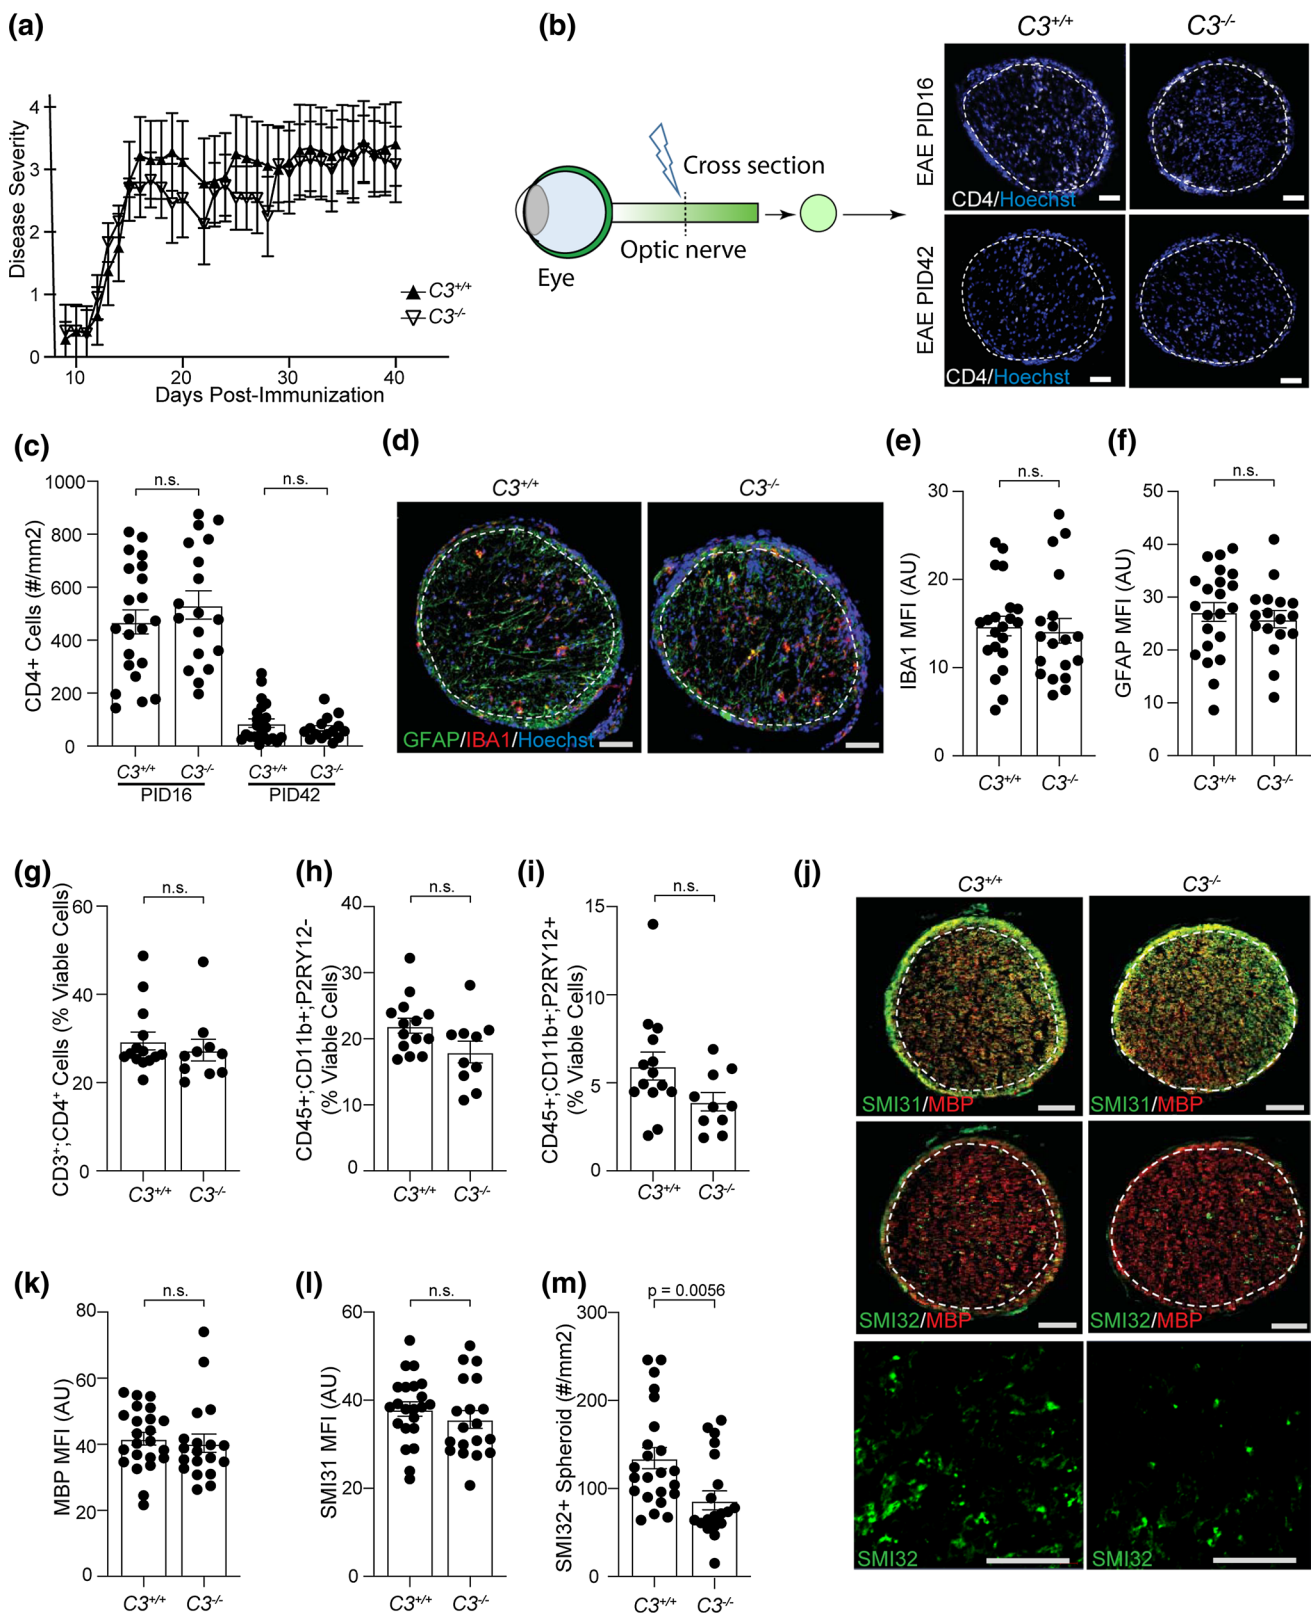 (a)
Disease Severity
4
3
2
1
0
10 20 30 40
Days Post-Immunization
C3+/+
C3-/-
(b)
Cross section
Optic nerve
Eye
C3+/+ C3-/-
EAE PID16
CD4/Hoechst
EAE PID42
CD4/Hoechst
(c)
CD4+ Cells (#/mm2)
1000
800
600
400
200
0
n.s. n.s.
C3+/+ C3-/- C3+/+ C3-/-
PID16 PID42
(d)
C3+/+ C3-/-
GFAP/IBA1/Hoechst
(e)
IBA1 MFI (AU)
30
20
10
0
n.s.
C3+/+ C3-/-
(f)
GFAP MFI (AU)
50
40
30
20
10
0
n.s.
C3+/+ C3-/-
(g)
CD3+;CD4+ Cells (% Viable Cells)
60
40
20
0
n.s.
C3+/+ C3-/-
(h)
CD45+;CD11b+;P2RY12-
(% Viable Cells)
40
30
20
10
0
n.s.
C3+/+ C3-/-
(i)
CD45+;CD11b+;P2RY12+
(% Viable Cells)
15
10
5
0
n.s.
C3+/+ C3-/-
(j)
C3+/+ C3-/-
SMI31/MBP SMI31/MBP
SMI32/MBP SMI32/MBP
SMI32 SMI32
(k)
MBP MFI (AU)
80
60
40
20
0
n.s.
C3+/+ C3-/-
(l)
SMI31 MFI (AU)
60
40
20
0
n.s.
C3+/+ C3-/-
(m)
SMI32+ Spheroid (#/mm2)
300
200
100
0
p = 0.0056
C3+/+ C3-/-